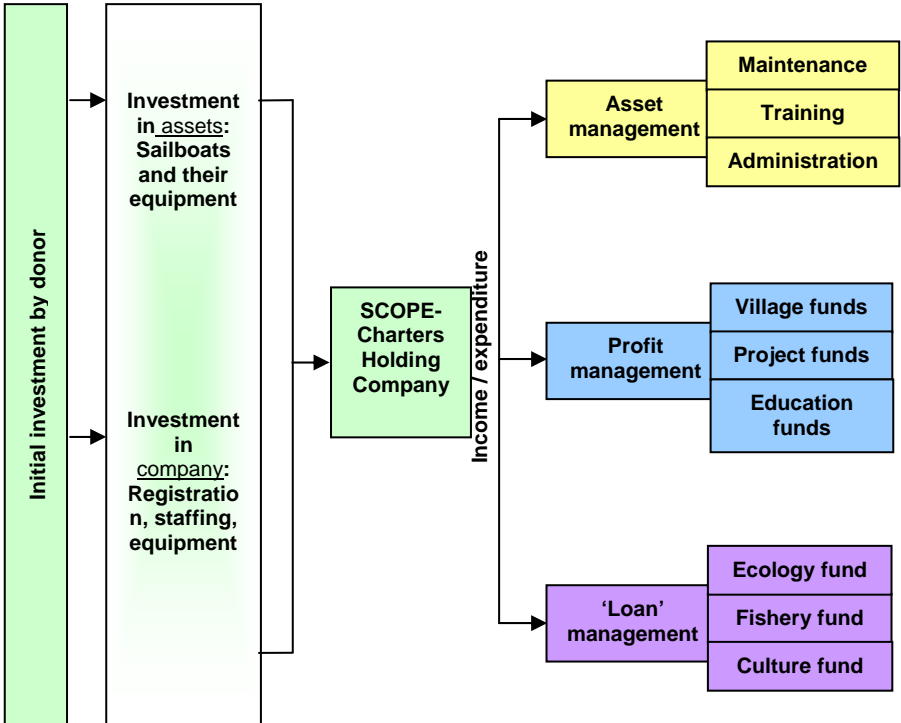 Initial investment by donor
Investment
in assets:
Sailboats
and their
equipment
Investment
in
company:
Registratio
n, staffing,
equipment
SCOPE-
Charters
Holding
Company
Income / expenditure
Asset
management
Maintenance
Training
Administration
Profit
management
Village funds
Project funds
Education
funds
‘Loan’
management
Ecology fund
Fishery fund
Culture fund